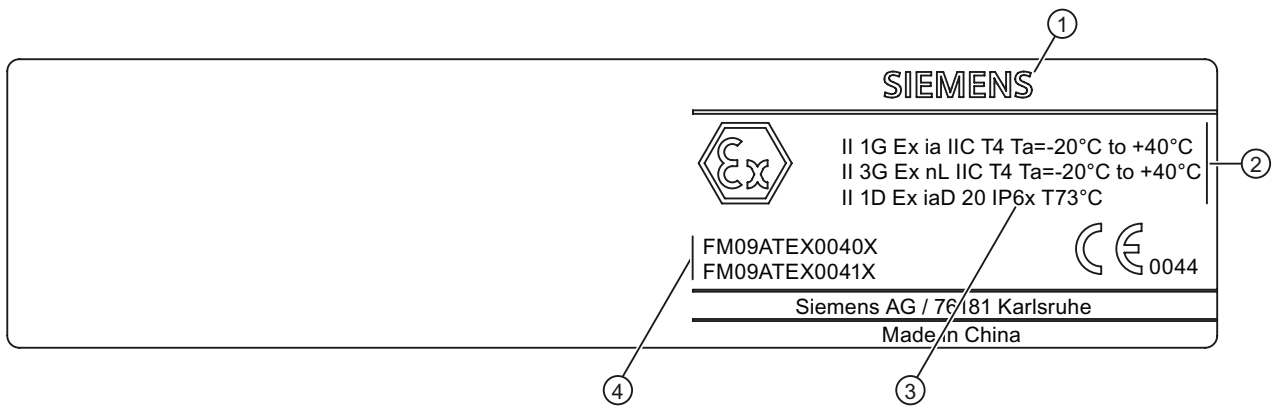 1
SIEMENS
Ex
II 1G Ex ia IIC T4 Ta=-20°C to +40°C
II 3G Ex nL IIC T4 Ta=-20°C to +40°C
2
II 1D Ex iaD 20 IP6x T73°C
FM09ATEX0040X
FM09ATEX0041X
CE 0044
Siemens AG / 76181 Karlsruhe
Made in China
4
3